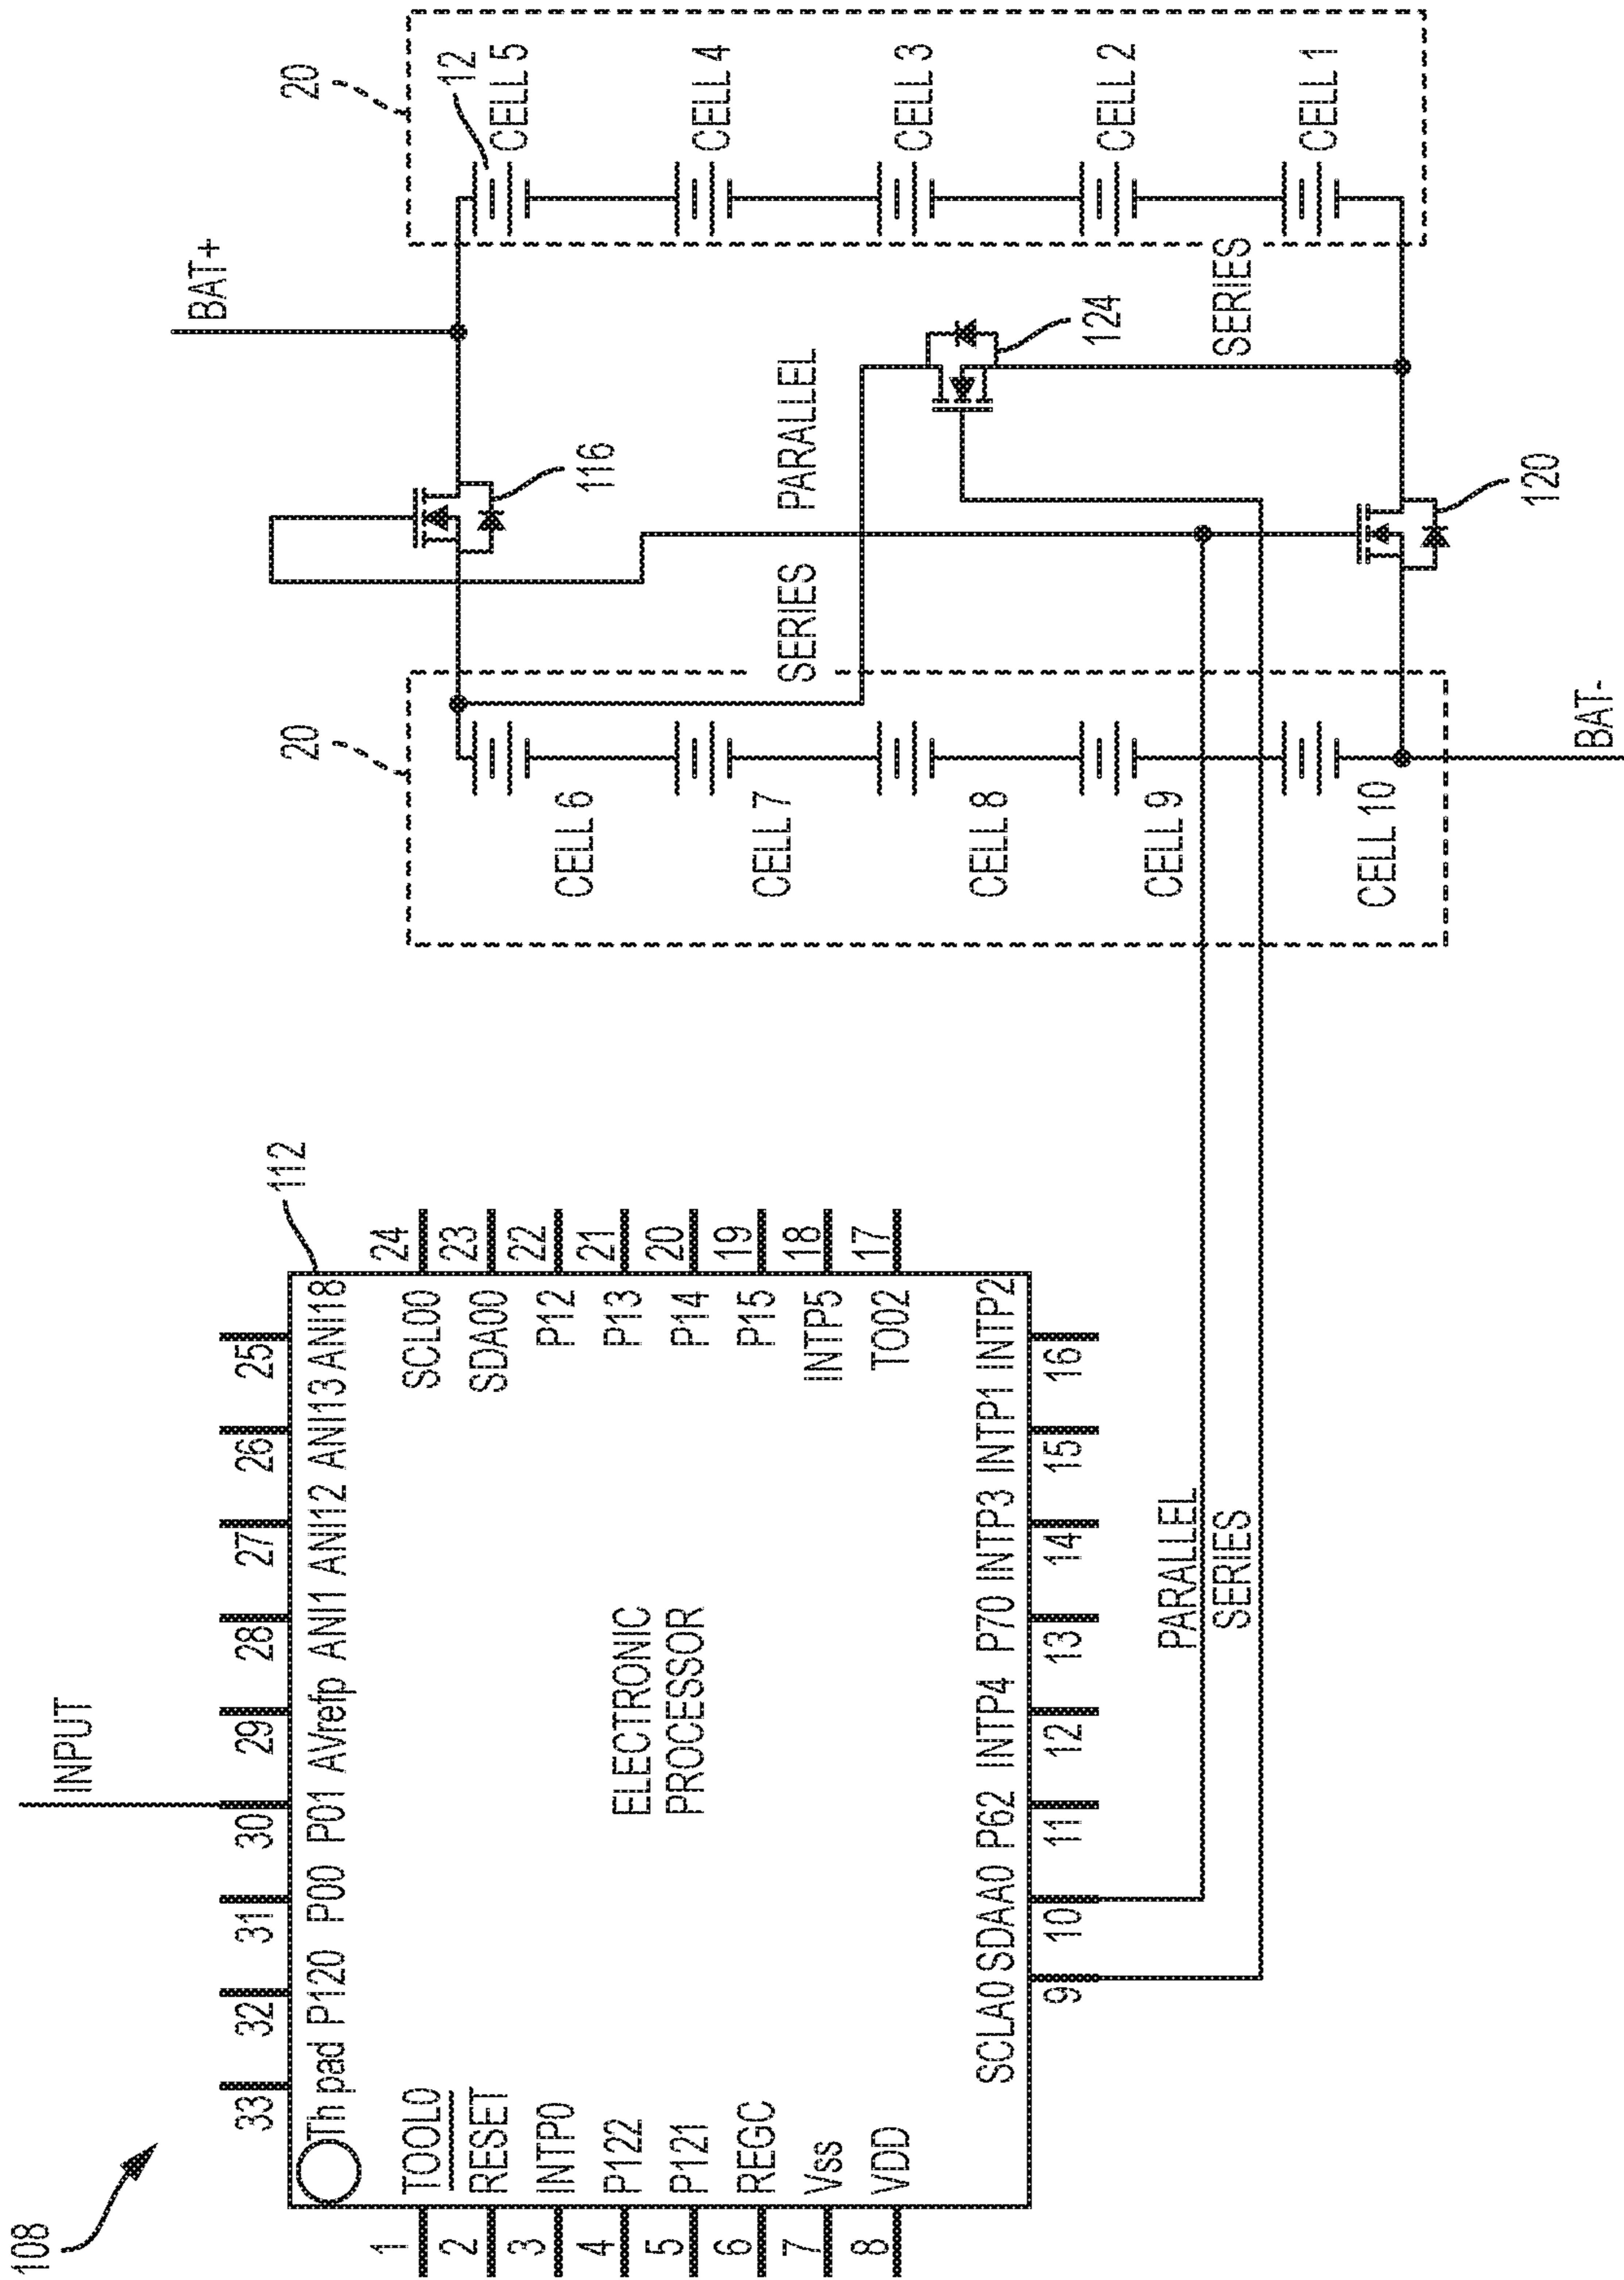 108
INPUT
33
32
31
30
29
28
27
26
25
112
Th pad P120 P00 P01 AVrefp ANI1 ANI12 ANI13 ANI18
1
2
3
4
5
6
7
8
TOOL0
RESET
INTP0
P122
P121
REGC
Vss
VDD
ELECTRONIC
PROCESSOR
SCL00
SDA00
P12
P13
P14
P15
INTP5
TO02
24
23
22
21
20
19
18
17
SCLA0 SDAA0 P62 INTP4 P70 INTP3 INTP1 INTP2
9
10
11
12
13
14
15
16
PARALLEL
SERIES
BAT+
20
20
12
CELL 6
CELL 7
CELL 8
CELL 9
CELL 10
116
SERIES
PARALLEL
124
SERIES
120
CELL 5
CELL 4
CELL 3
CELL 2
CELL 1
BAT-